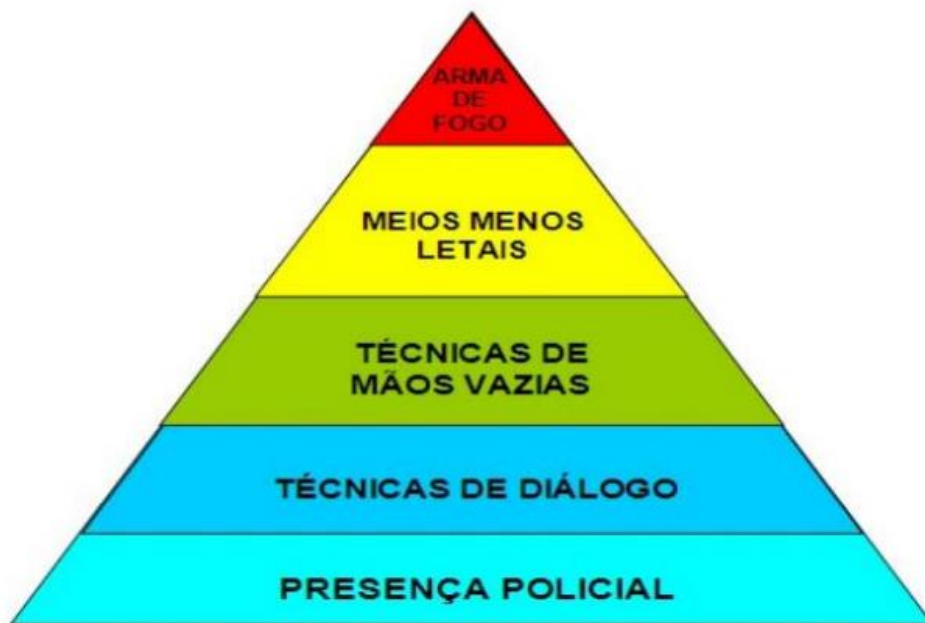 ARMA
DE
FOGO
MEIOS MENOS
LETAIS
TÉCNICAS DE
MÃOS VAZIAS
TÉCNICAS DE DIÁLOGO
PRESENÇA POLICIAL